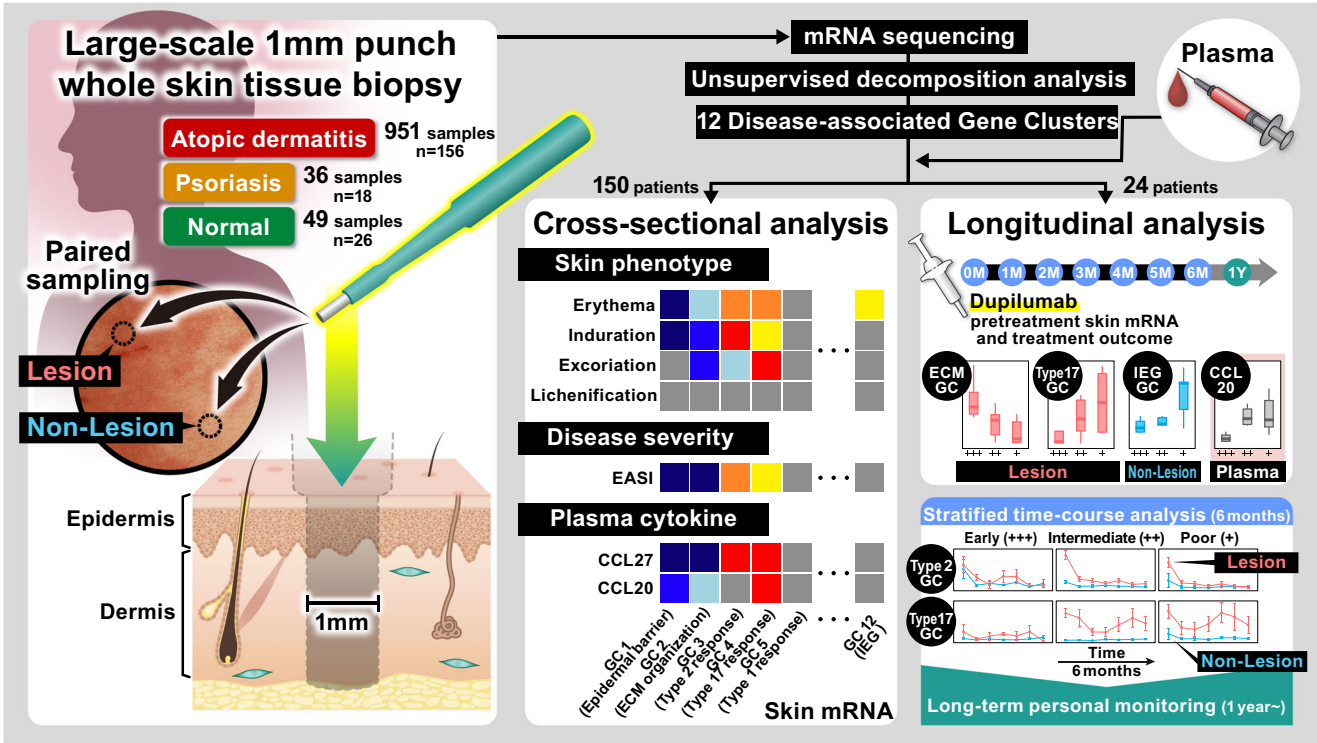 Large-scale 1mm punch
whole skin tissue biopsy
Atopic dermatitis
951 samples
n=156
Psoriasis
36 samples
n=18
Normal
49 samples
n=26
Paired
sampling
Lesion
Non-Lesion
Epidermis
Dermis
1mm
mRNA sequencing
Unsupervised decomposition analysis
12 Disease-associated Gene Clusters
Plasma
150 patients
24 patients
Cross-sectional analysis
Skin phenotype
Erythema
Induration
Excoriation
Lichenification
...
Disease severity
EASI
...
Plasma cytokine
CCL27
CCL20
...
GC 1
(Epidermal barrier)
GC 2
(ECM organization)
GC 3
(Type 2 response)
GC 4
(Type 17 response)
GC 5
(Type 1 response)
...
GC 12
(IEG)
Skin mRNA
Longitudinal analysis
0M 1M 2M 3M 4M 5M 6M 1Y
Dupilumab
pretreatment skin mRNA
and treatment outcome
ECM
GC
Type17
GC
IEG
GC
CCL
20
+++ ++ +
+++ ++ +
+++ ++ +
+++ ++ +
Lesion
Non-Lesion
Plasma
Stratified time-course analysis (6 months)
Early (+++) Intermediate (++) Poor (+)
Type 2
GC
Lesion
Type17
GC
Time
6 months
Non-Lesion
Long-term personal monitoring (1 year~)